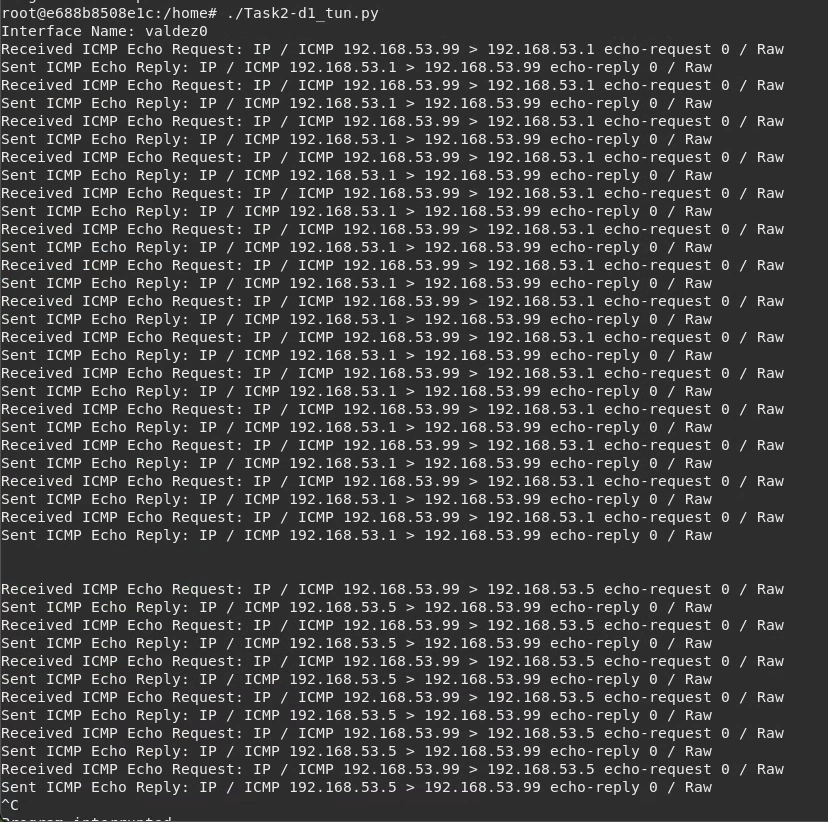 root@e688b8508e1c:/home# ./Task2-d1_tun.py
Interface Name: valdez0
Received ICMP Echo Request: IP / ICMP 192.168.53.99 > 192.168.53.1 echo-request 0 / Raw
Sent ICMP Echo Reply: IP / ICMP 192.168.53.1 > 192.168.53.99 echo-reply 0 / Raw
Received ICMP Echo Request: IP / ICMP 192.168.53.99 > 192.168.53.1 echo-request 0 / Raw
Sent ICMP Echo Reply: IP / ICMP 192.168.53.1 > 192.168.53.99 echo-reply 0 / Raw
Received ICMP Echo Request: IP / ICMP 192.168.53.99 > 192.168.53.1 echo-request 0 / Raw
Sent ICMP Echo Reply: IP / ICMP 192.168.53.1 > 192.168.53.99 echo-reply 0 / Raw
Received ICMP Echo Request: IP / ICMP 192.168.53.99 > 192.168.53.1 echo-request 0 / Raw
Sent ICMP Echo Reply: IP / ICMP 192.168.53.1 > 192.168.53.99 echo-reply 0 / Raw
Received ICMP Echo Request: IP / ICMP 192.168.53.99 > 192.168.53.1 echo-request 0 / Raw
Sent ICMP Echo Reply: IP / ICMP 192.168.53.1 > 192.168.53.99 echo-reply 0 / Raw
Received ICMP Echo Request: IP / ICMP 192.168.53.99 > 192.168.53.1 echo-request 0 / Raw
Sent ICMP Echo Reply: IP / ICMP 192.168.53.1 > 192.168.53.99 echo-reply 0 / Raw
Received ICMP Echo Request: IP / ICMP 192.168.53.99 > 192.168.53.1 echo-request 0 / Raw
Sent ICMP Echo Reply: IP / ICMP 192.168.53.1 > 192.168.53.99 echo-reply 0 / Raw
Received ICMP Echo Request: IP / ICMP 192.168.53.99 > 192.168.53.1 echo-request 0 / Raw
Sent ICMP Echo Reply: IP / ICMP 192.168.53.1 > 192.168.53.99 echo-reply 0 / Raw
Received ICMP Echo Request: IP / ICMP 192.168.53.99 > 192.168.53.1 echo-request 0 / Raw
Sent ICMP Echo Reply: IP / ICMP 192.168.53.1 > 192.168.53.99 echo-reply 0 / Raw
Received ICMP Echo Request: IP / ICMP 192.168.53.99 > 192.168.53.1 echo-request 0 / Raw
Sent ICMP Echo Reply: IP / ICMP 192.168.53.1 > 192.168.53.99 echo-reply 0 / Raw
Received ICMP Echo Request: IP / ICMP 192.168.53.99 > 192.168.53.1 echo-request 0 / Raw
Sent ICMP Echo Reply: IP / ICMP 192.168.53.1 > 192.168.53.99 echo-reply 0 / Raw
Received ICMP Echo Request: IP / ICMP 192.168.53.99 > 192.168.53.1 echo-request 0 / Raw
Sent ICMP Echo Reply: IP / ICMP 192.168.53.1 > 192.168.53.99 echo-reply 0 / Raw
Received ICMP Echo Request: IP / ICMP 192.168.53.99 > 192.168.53.1 echo-request 0 / Raw
Sent ICMP Echo Reply: IP / ICMP 192.168.53.1 > 192.168.53.99 echo-reply 0 / Raw
Received ICMP Echo Request: IP / ICMP 192.168.53.99 > 192.168.53.1 echo-request 0 / Raw
Sent ICMP Echo Reply: IP / ICMP 192.168.53.1 > 192.168.53.99 echo-reply 0 / Raw
Received ICMP Echo Request: IP / ICMP 192.168.53.99 > 192.168.53.5 echo-request 0 / Raw
Sent ICMP Echo Reply: IP / ICMP 192.168.53.5 > 192.168.53.99 echo-reply 0 / Raw
Received ICMP Echo Request: IP / ICMP 192.168.53.99 > 192.168.53.5 echo-request 0 / Raw
Sent ICMP Echo Reply: IP / ICMP 192.168.53.5 > 192.168.53.99 echo-reply 0 / Raw
Received ICMP Echo Request: IP / ICMP 192.168.53.99 > 192.168.53.5 echo-request 0 / Raw
Sent ICMP Echo Reply: IP / ICMP 192.168.53.5 > 192.168.53.99 echo-reply 0 / Raw
Received ICMP Echo Request: IP / ICMP 192.168.53.99 > 192.168.53.5 echo-request 0 / Raw
Sent ICMP Echo Reply: IP / ICMP 192.168.53.5 > 192.168.53.99 echo-reply 0 / Raw
Received ICMP Echo Request: IP / ICMP 192.168.53.99 > 192.168.53.5 echo-request 0 / Raw
Sent ICMP Echo Reply: IP / ICMP 192.168.53.5 > 192.168.53.99 echo-reply 0 / Raw
Received ICMP Echo Request: IP / ICMP 192.168.53.99 > 192.168.53.5 echo-request 0 / Raw
Sent ICMP Echo Reply: IP / ICMP 192.168.53.5 > 192.168.53.99 echo-reply 0 / Raw
^C